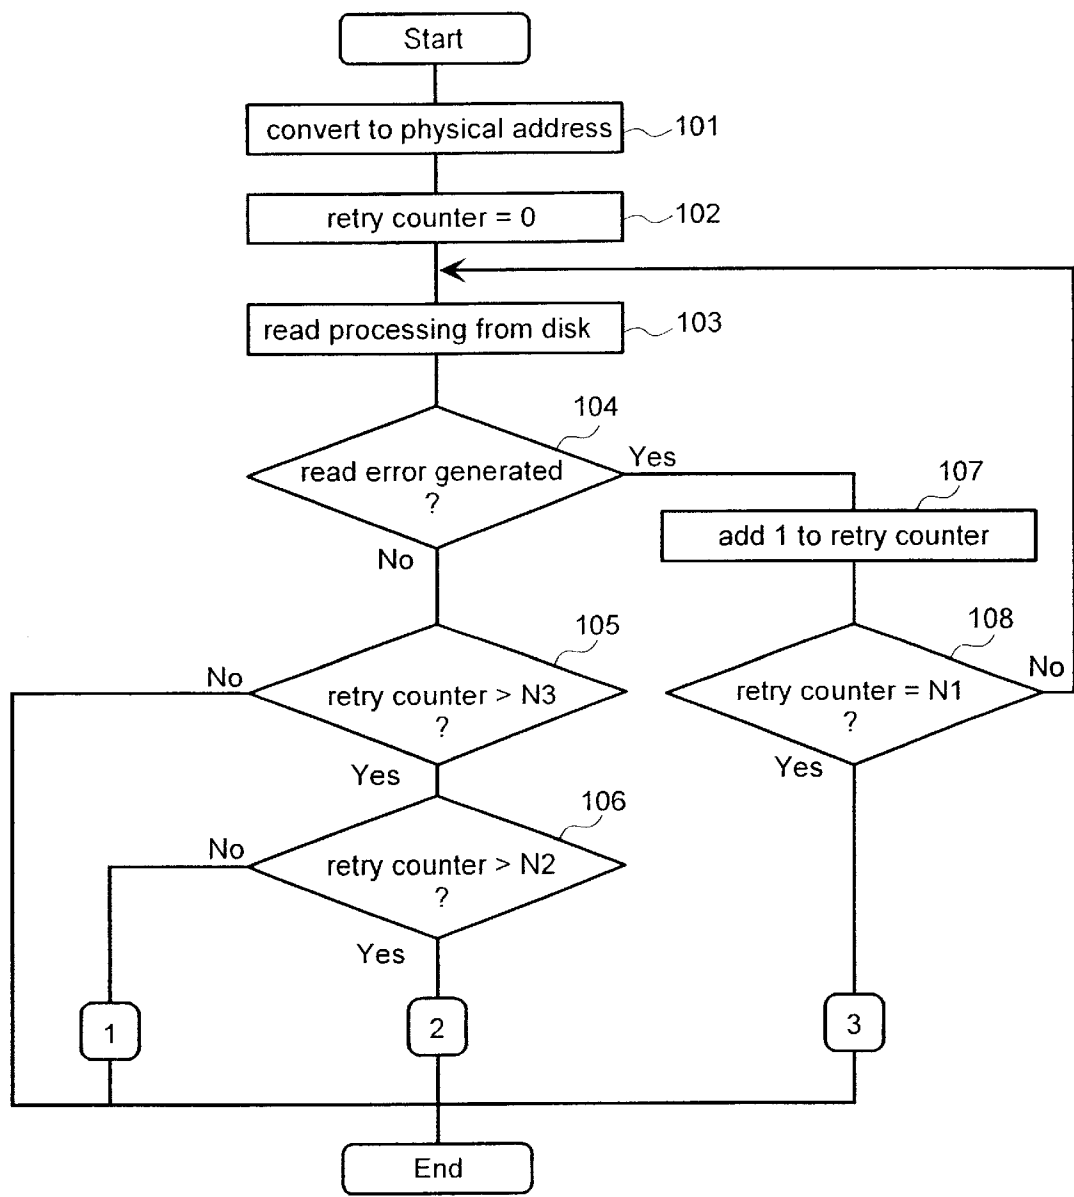 Start
convert to physical address
101
retry counter = 0
102
read processing from disk
103
104
read error generated
?
Yes
No
107
add 1 to retry counter
105
No
retry counter > N3
?
Yes
108
retry counter = N1
?
No
Yes
106
No
retry counter > N2
?
Yes
1
2
3
End